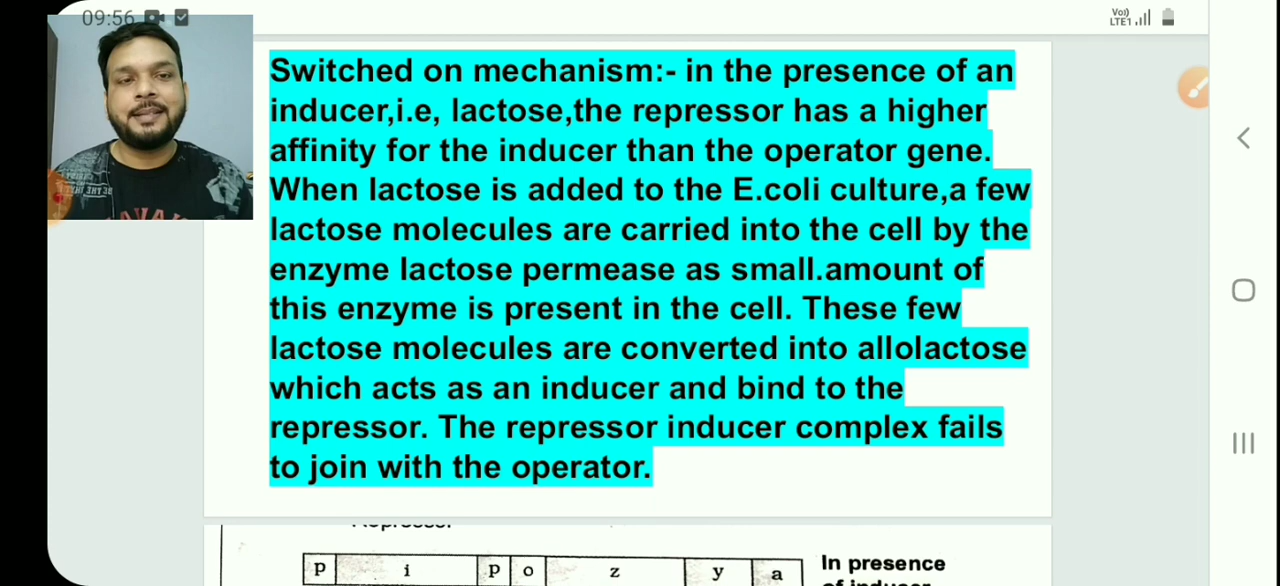 09:56
Vo))
LTE1
Switched on mechanism:- in the presence of an
inducer,i.e, lactose,the repressor has a higher
affinity for the inducer than the operator gene.
When lactose is added to the E.coli culture,a few
lactose molecules are carried into the cell by the
enzyme lactose permease as small.amount of
this enzyme is present in the cell. These few
lactose molecules are converted into allolactose
which acts as an inducer and bind to the
repressor. The repressor inducer complex fails
to join with the operator.
p i p o z y a
In presence
of inducer